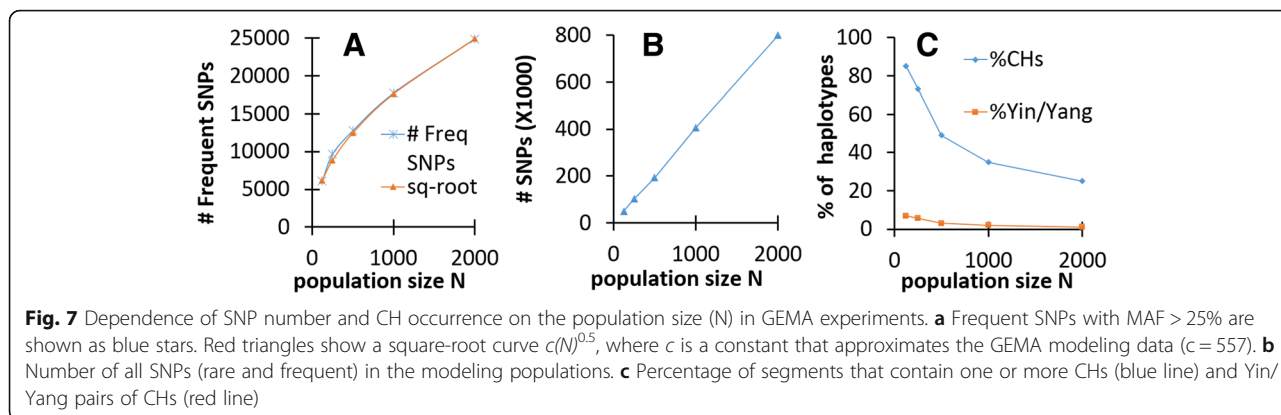 A
# Frequent SNPs
25000
20000
15000
10000
5000
0
# Freq
SNPs
sq-root
0
1000
2000
population size N
B
# SNPs (X1000)
800
600
400
200
0
0
1000
2000
population size N
C
% of haplotypes
100
80
60
40
20
0
%CHs
%Yin/Yang
0
1000
2000
population size N
Fig. 7 Dependence of SNP number and CH occurrence on the population size (N) in GEMA experiments. a Frequent SNPs with MAF > 25% are
shown as blue stars. Red triangles show a square-root curve c(N)^0.5, where c is a constant that approximates the GEMA modeling data (c = 557). b
Number of all SNPs (rare and frequent) in the modeling populations. c Percentage of segments that contain one or more CHs (blue line) and Yin/
Yang pairs of CHs (red line)